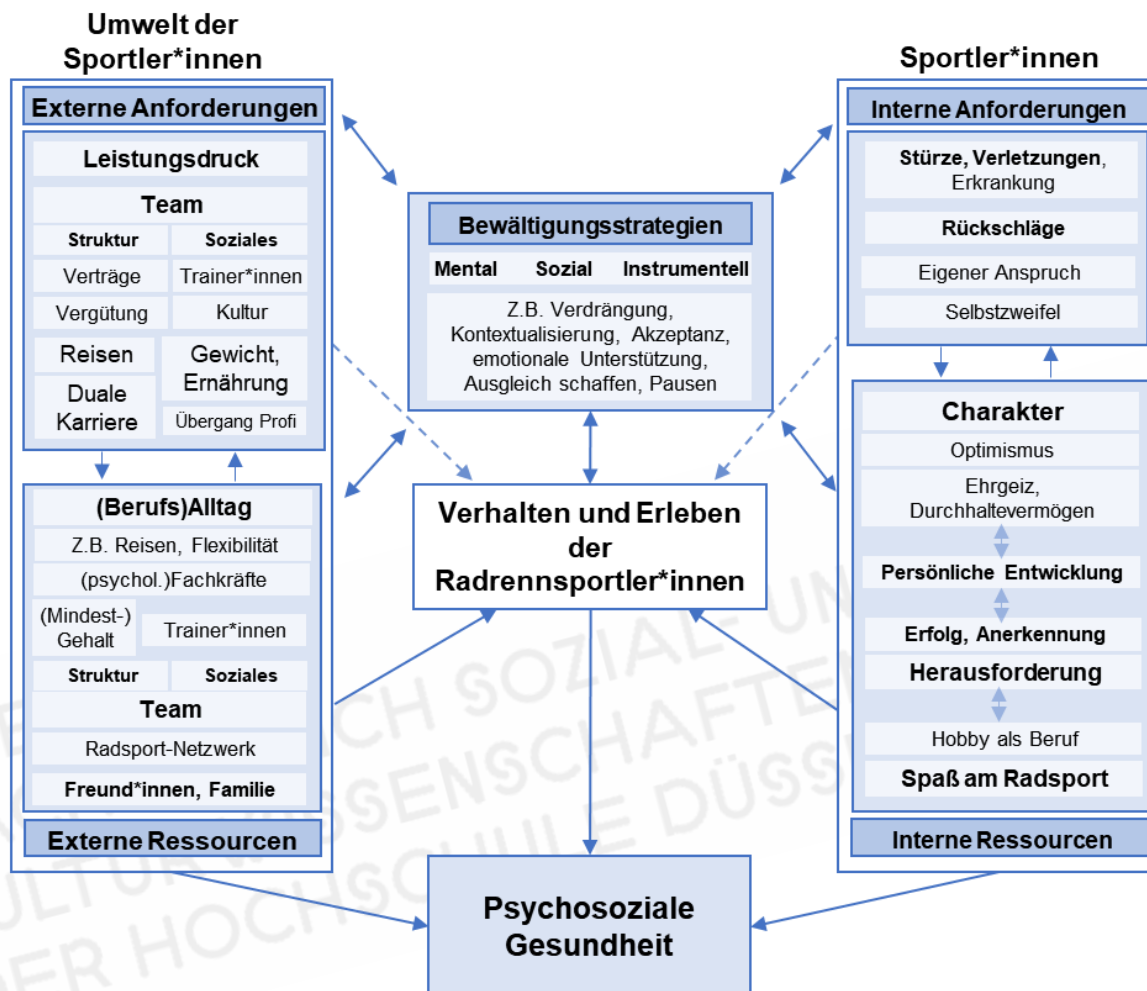 Umwelt der
Sportler*innen
Externe Anforderungen
Leistungsdruck
Team
Struktur
Soziales
Verträge
Trainer*innen
Vergütung
Kultur
Reisen
Gewicht,
Ernährung
Duale
Karriere
Übergang Profi
(Berufs)Alltag
Z.B. Reisen, Flexibilität
(psychol.)Fachkräfte
(Mindest-)
Gehalt
Trainer*innen
Struktur
Soziales
Team
Radsport-Netzwerk
Freund*innen, Familie
Externe Ressourcen
Bewältigungsstrategien
Mental
Sozial
Instrumentell
Z.B. Verdrängung,
Kontextualisierung, Akzeptanz,
emotionale Unterstützung,
Ausgleich schaffen, Pausen
Verhalten und Erleben
der
Radrennsportler*innen
Psychosoziale
Gesundheit
Sportler*innen
Interne Anforderungen
Stürze, Verletzungen,
Erkrankung
Rückschläge
Eigener Anspruch
Selbstzweifel
Charakter
Optimismus
Ehrgeiz,
Durchhaltevermögen
Persönliche Entwicklung
Erfolg, Anerkennung
Herausforderung
Hobby als Beruf
Spaß am Radsport
Interne Ressourcen
SOZIAL-
DER HOCHSCHULE